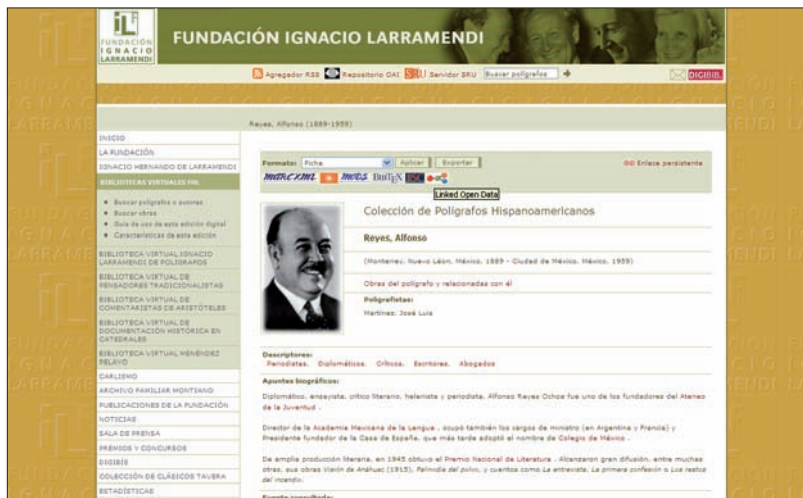 FUNDACIÓN IGNACIO LARRAMENDI
FUNDACIÓN IGNACIO LARRAMENDI
Agregador RSS Repositorio OAI SRU Servidor SRU Buscar polígrafos DIGIBIB
Reyes, Alfonso (1889-1959)
INICIO
LA FUNDACIÓN
IGNACIO HERNANDO DE LARRAMENDI
BIBLIOTECAS VIRTUALES FHL
Buscar polígrafos o autores
Buscar obras
Guía de uso de esta edición digital
Características de esta edición
BIBLIOTECA VIRTUAL IGNACIO LARRAMENDI DE POLÍGRAFOS
BIBLIOTECA VIRTUAL DE PENSADORES TRADICIONALISTAS
BIBLIOTECA VIRTUAL DE COMENTARISTAS DE ARISTÓTELES
BIBLIOTECA VIRTUAL DE DOCUMENTACIÓN HISTÓRICA EN CATEDRALES
BIBLIOTECA VIRTUAL MENÉNDEZ PELAYO
CARLISMO
ARCHIVO FAMILIAR MONTIANO
PUBLICACIONES DE LA FUNDACIÓN
NOTICIAS
SALA DE PRENSA
PREMIOS Y CONCURSOS
DIGIBÍS
COLECCIÓN DE CLÁSICOS TAVERA
ESTADÍSTICAS
Formato: Ficha Aplicar Exportar Enlace persistente
MARCXML MODS BibTeX ESE
Linked Open Data
Colección de Polígrafos Hispanoamericanos
Reyes, Alfonso
(Monterrey, Nuevo Léon, México, 1889 - Ciudad de México, México, 1959)
Obras del polígrafo y relacionadas con él
Poligrafistas:
Martínez, José Luis
Descriptores:
Periodistas. Diplomáticos. Críticos. Escritores. Abogados
Apuntes biográficos:
Diplomático, ensayista, crítico literario, helenista y periodista, Alfonso Reyes Ochoa fue uno de los fundadores del Ateneo
de la Juventud .
Director de la Academia Mexicana de la Lengua , ocupó también los cargos de ministro (en Argentina y Francia) y
Presidente fundador de la Casa de España, que más tarde adoptó el nombre de Colegio de México .
De amplia producción literaria, en 1945 obtuvo el Premio Nacional de Literatura . Alcanzaron gran difusión, entre muchas
otras, sus obras Visión de Anáhuac (1915), Palinodia del polvo, y cuentos como La entrevista, La primera confesión o Los restos
del incendio.